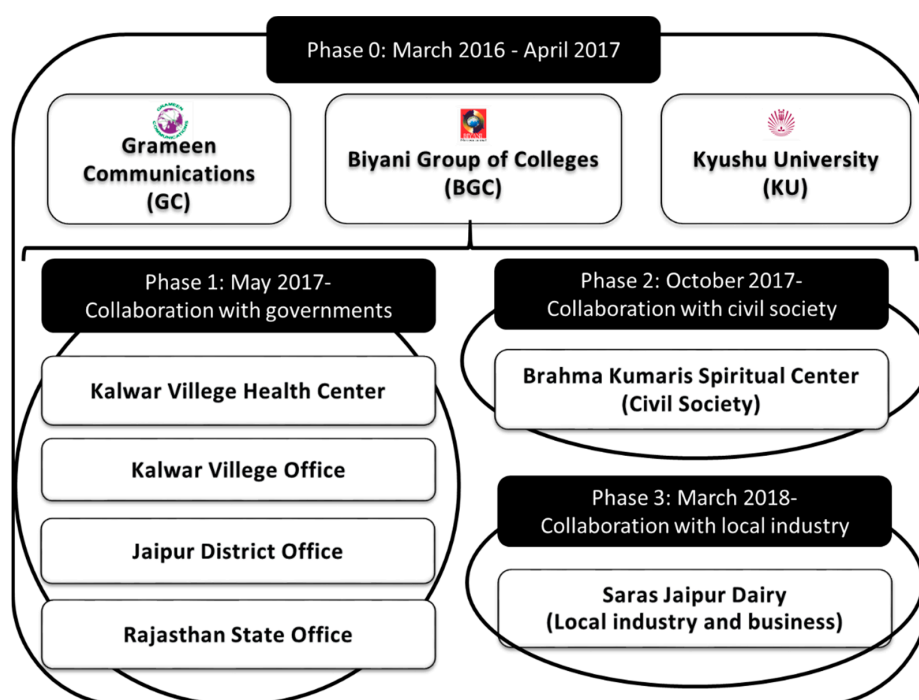 Phase 0: March 2016 - April 2017
Grameen
Communications
(GC)
Biyani Group of Colleges
(BGC)
Kyushu University
(KU)
Phase 1: May 2017-
Collaboration with governments
Kalwar Villege Health Center
Kalwar Villege Office
Jaipur District Office
Rajasthan State Office
Phase 2: October 2017-
Collaboration with civil society
Brahma Kumaris Spiritual Center
(Civil Society)
Phase 3: March 2018-
Collaboration with local industry
Saras Jaipur Dairy
(Local industry and business)